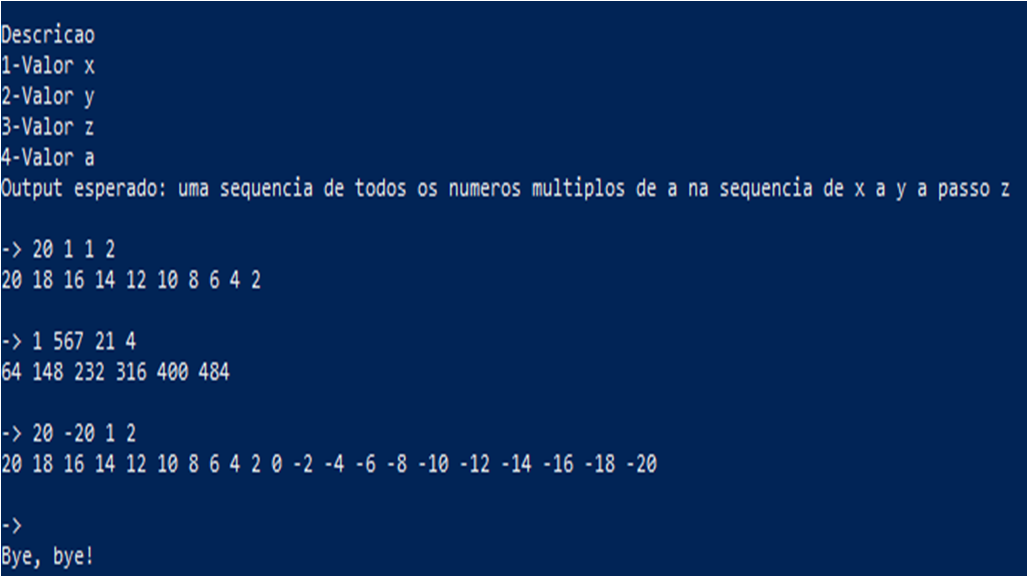 Descricao
1-Valor x
2-Valor y
3-Valor z
4-Valor a
Output esperado: uma sequencia de todos os numeros multiplos de a na sequencia de x a y a passo z
-> 20 1 1 2
20 18 16 14 12 10 8 6 4 2
-> 1 567 21 4
64 148 232 316 400 484
-> 20 -20 1 2
20 18 16 14 12 10 8 6 4 2 0 -2 -4 -6 -8 -10 -12 -14 -16 -18 -20
->
Bye, bye!